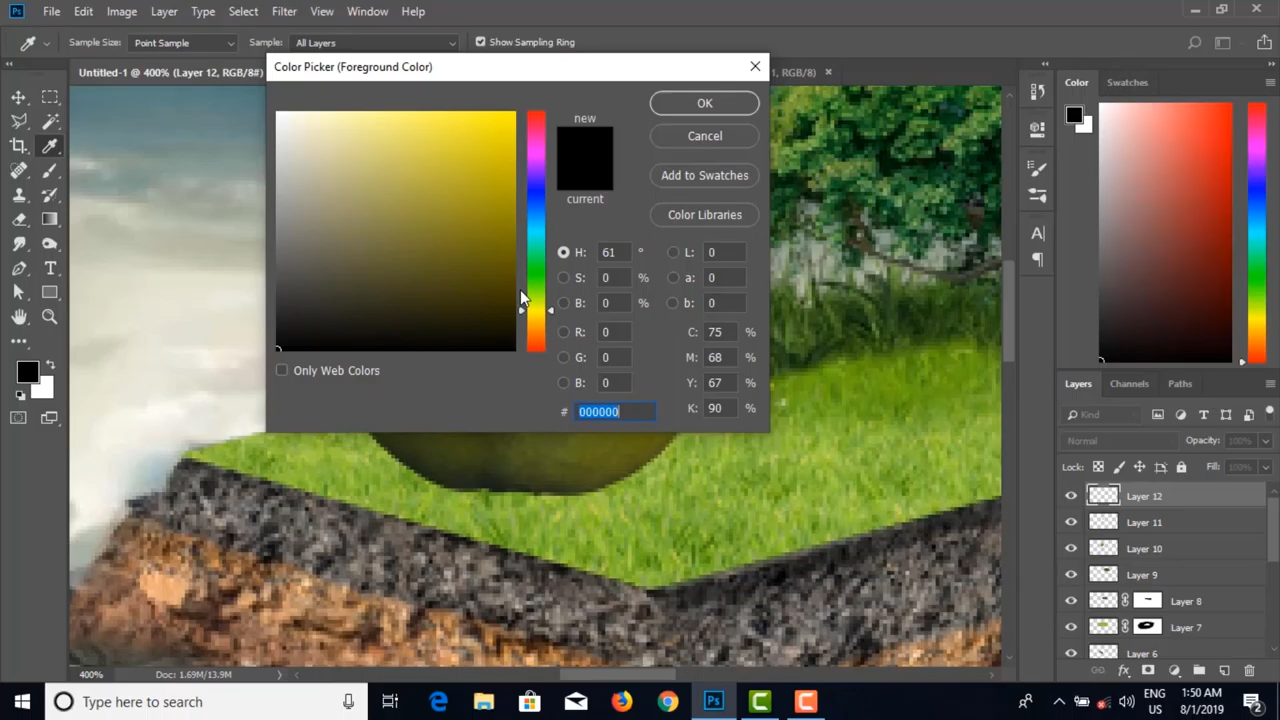 Ps File Edit Image Layer Type Select Filter View Window Help
Sample Size: Point Sample Sample: All Layers Show Sampling Ring
Untitled-1 @ 400% (Layer 12, RGB/8#) 1, RGB/8)
Color Picker (Foreground Color)
new
current
OK
Cancel
Add to Swatches
Color Libraries
H: 61 ° L: 0
S: 0 % a: 0
B: 0 % b: 0
R: 0 C: 75 %
G: 0 M: 68 %
B: 0 Y: 67 %
# 000000 K: 90 %
Only Web Colors
Color Swatches
Layers Channels Paths
Kind
Normal Opacity: 100%
Lock: Fill: 100%
Layer 12
Layer 11
Layer 10
Layer 9
Layer 8
Layer 7
Layer 6
400% Doc: 1.69M/13.9M
Type here to search
ENG
US
1:50 AM
8/1/2019
2